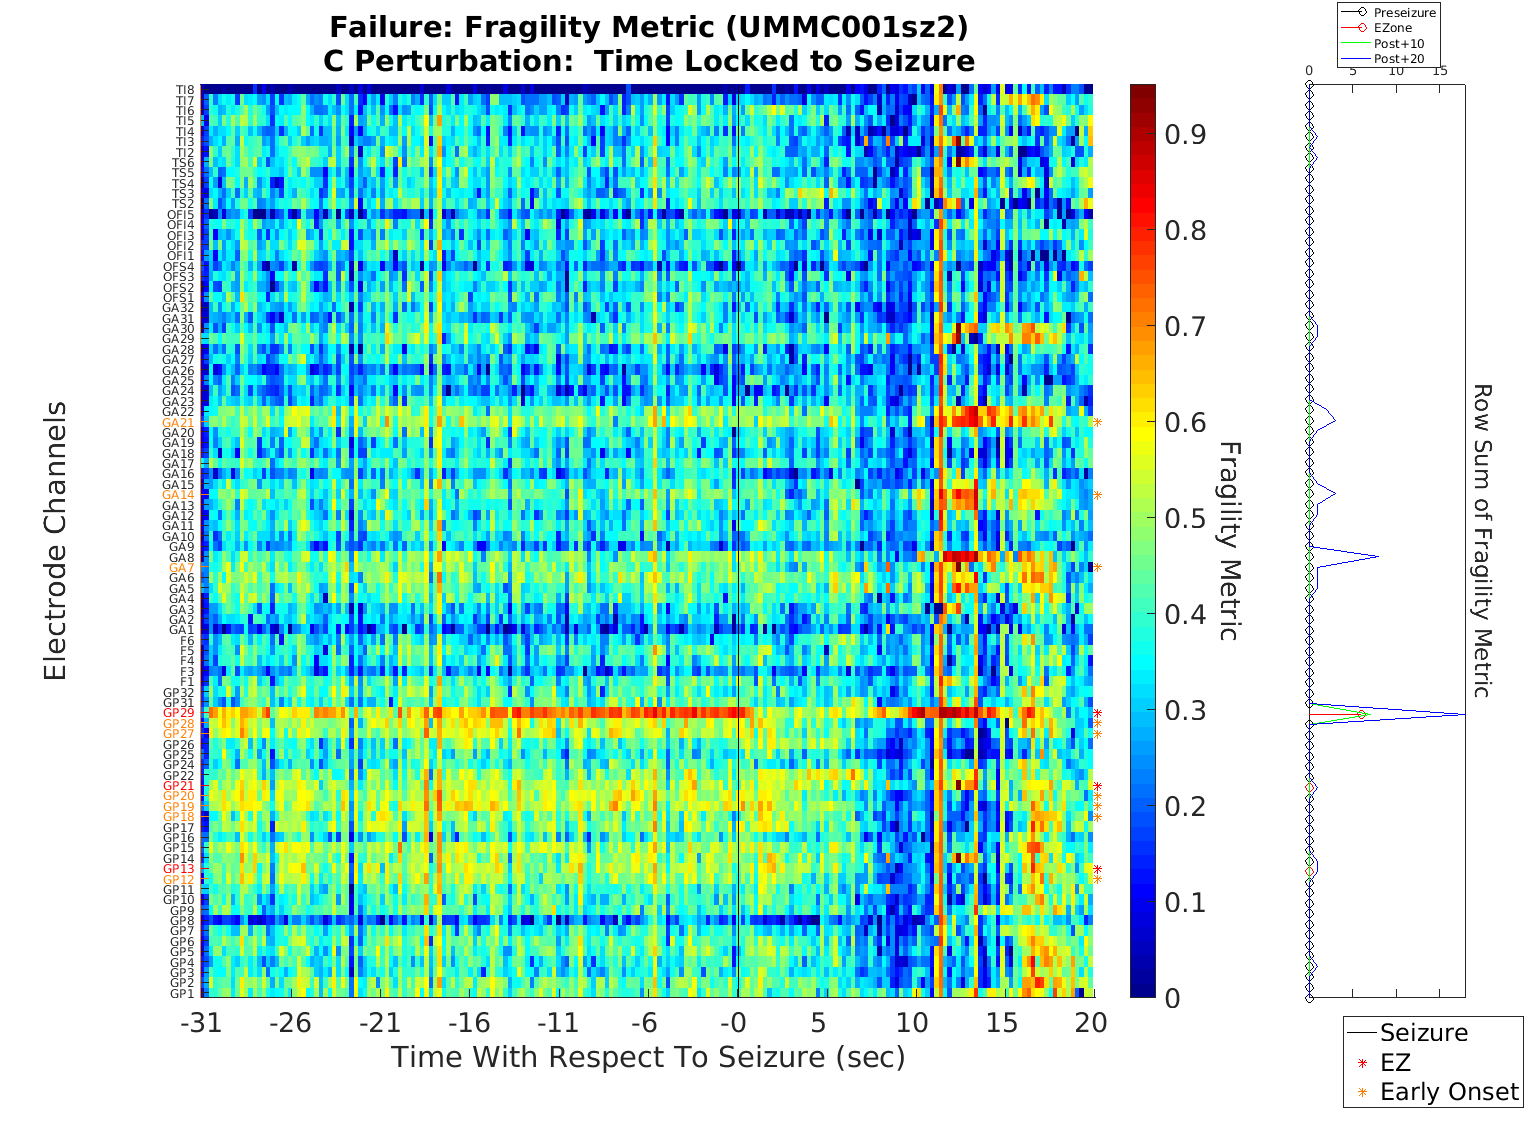 Failure: Fragility Metric (UMMC001sz2)
C Perturbation:  Time Locked to Seizure
Electrode Channels
TI8
TI7
TI6
TI5
TI4
TI3
TI2
TS6
TS5
TS4
TS3
TS2
OFI5
OFI4
OFI3
OFI2
OFI1
OFS4
OFS3
OFS2
OFS1
GA32
GA31
GA30
GA29
GA28
GA27
GA26
GA25
GA24
GA23
GA22
GA21
GA20
GA19
GA18
GA17
GA16
GA15
GA14
GA13
GA12
GA11
GA10
GA9
GA8
GA7
GA6
GA5
GA4
GA3
GA2
GA1
F6
F5
F4
F3
F1
GP32
GP31
GP29
GP28
GP27
GP26
GP25
GP24
GP22
GP21
GP20
GP19
GP18
GP17
GP16
GP15
GP14
GP13
GP12
GP11
GP10
GP9
GP8
GP7
GP6
GP5
GP4
GP3
GP2
GP1
-31 -26 -21 -16 -11 -6 -0 5 10 15 20
Time With Respect To Seizure (sec)
0.9
0.8
0.7
0.6
0.5
0.4
0.3
0.2
0.1
0
Fragility Metric
Preseizure
EZone
Post+10
Post+20
0 5 10 15
Row Sum of Fragility Metric
Seizure
EZ
Early Onset